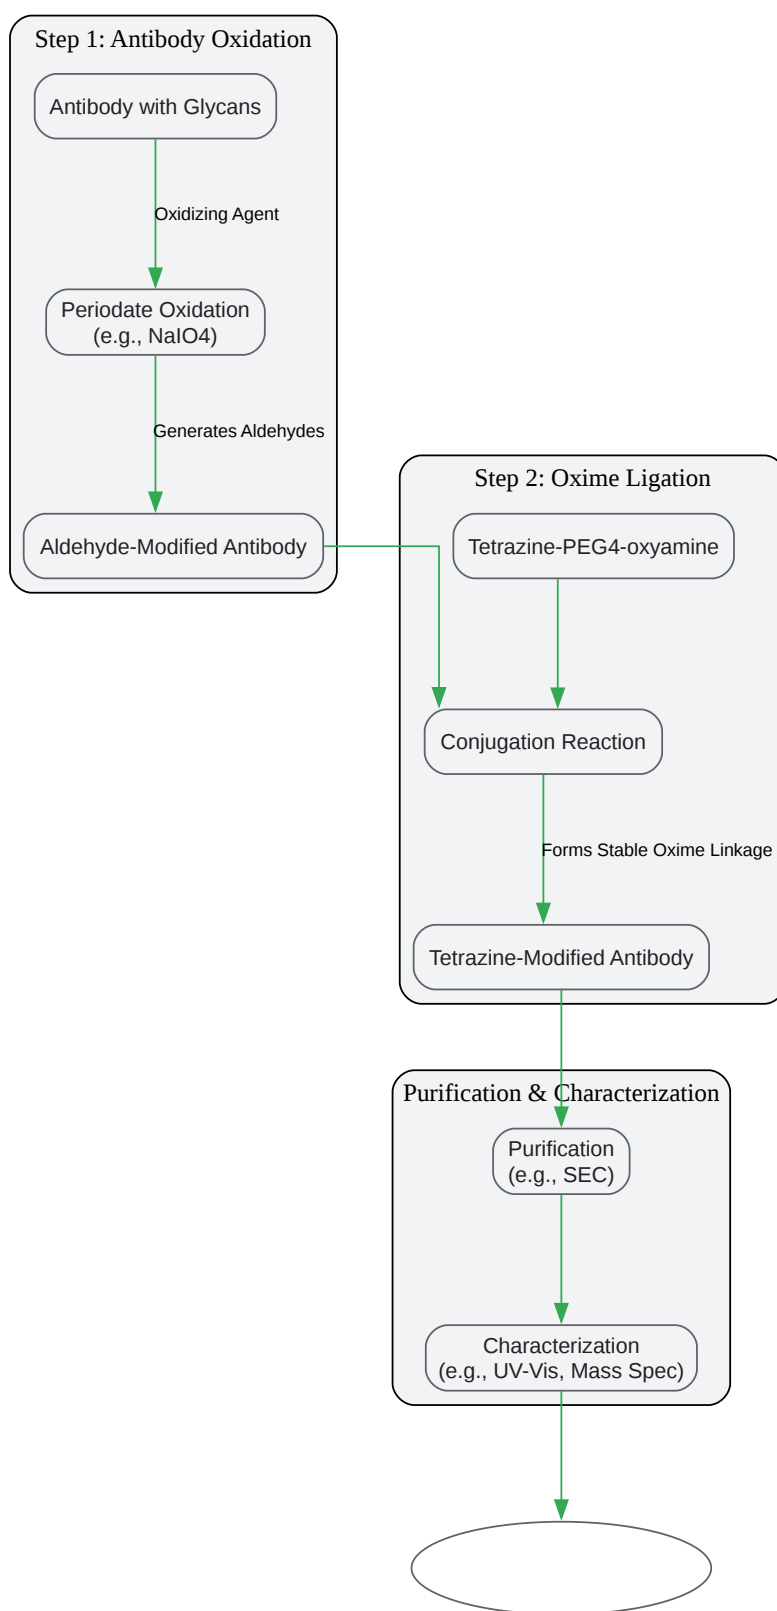 Step 1: Antibody Oxidation
Antibody with Glycans
Oxidizing Agent
Periodate Oxidation
(e.g., NaIO4)
Generates Aldehydes
Aldehyde-Modified Antibody
Step 2: Oxime Ligation
Tetrazine-PEG4-oxyamine
Conjugation Reaction
Forms Stable Oxime Linkage
Tetrazine-Modified Antibody
Purification & Characterization
Purification
(e.g., SEC)
Characterization
(e.g., UV-Vis, Mass Spec)